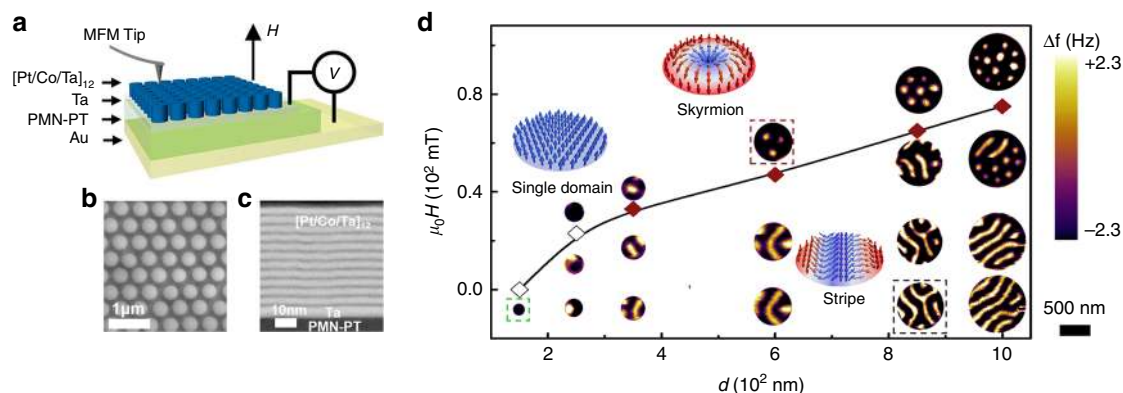 a
MFM Tip
H
V
[Pt/Co/Ta]12
Ta
PMN-PT
Au
b
1µm
c
[Pt/Co/Ta]12
10nm
Ta
PMN-PT
d
Δf (Hz)
+2.3
−2.3
500 nm
Skyrmion
Single domain
Stripe
0.8
0.4
0.0
µ0H (10² mT)
2
4
6
8
10
d (10² nm)